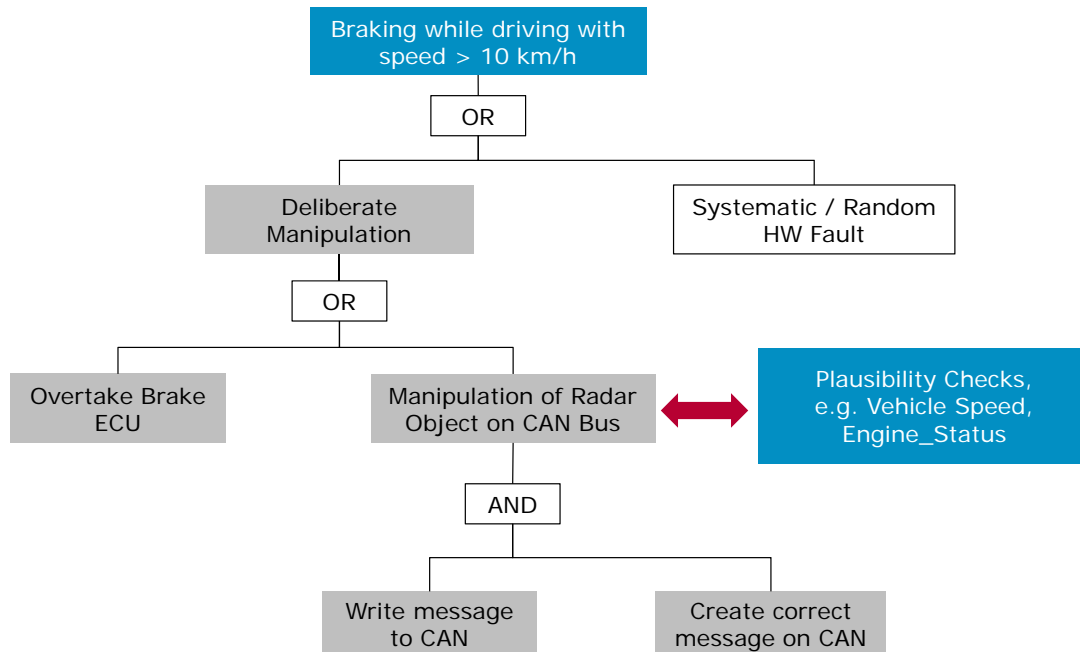 Braking while driving with
speed > 10 km/h
OR
Deliberate
Manipulation
Systematic / Random
HW Fault
OR
Overtake Brake
ECU
Manipulation of Radar
Object on CAN Bus
Plausibility Checks,
e.g. Vehicle Speed,
Engine_Status
AND
Write message
to CAN
Create correct
message on CAN